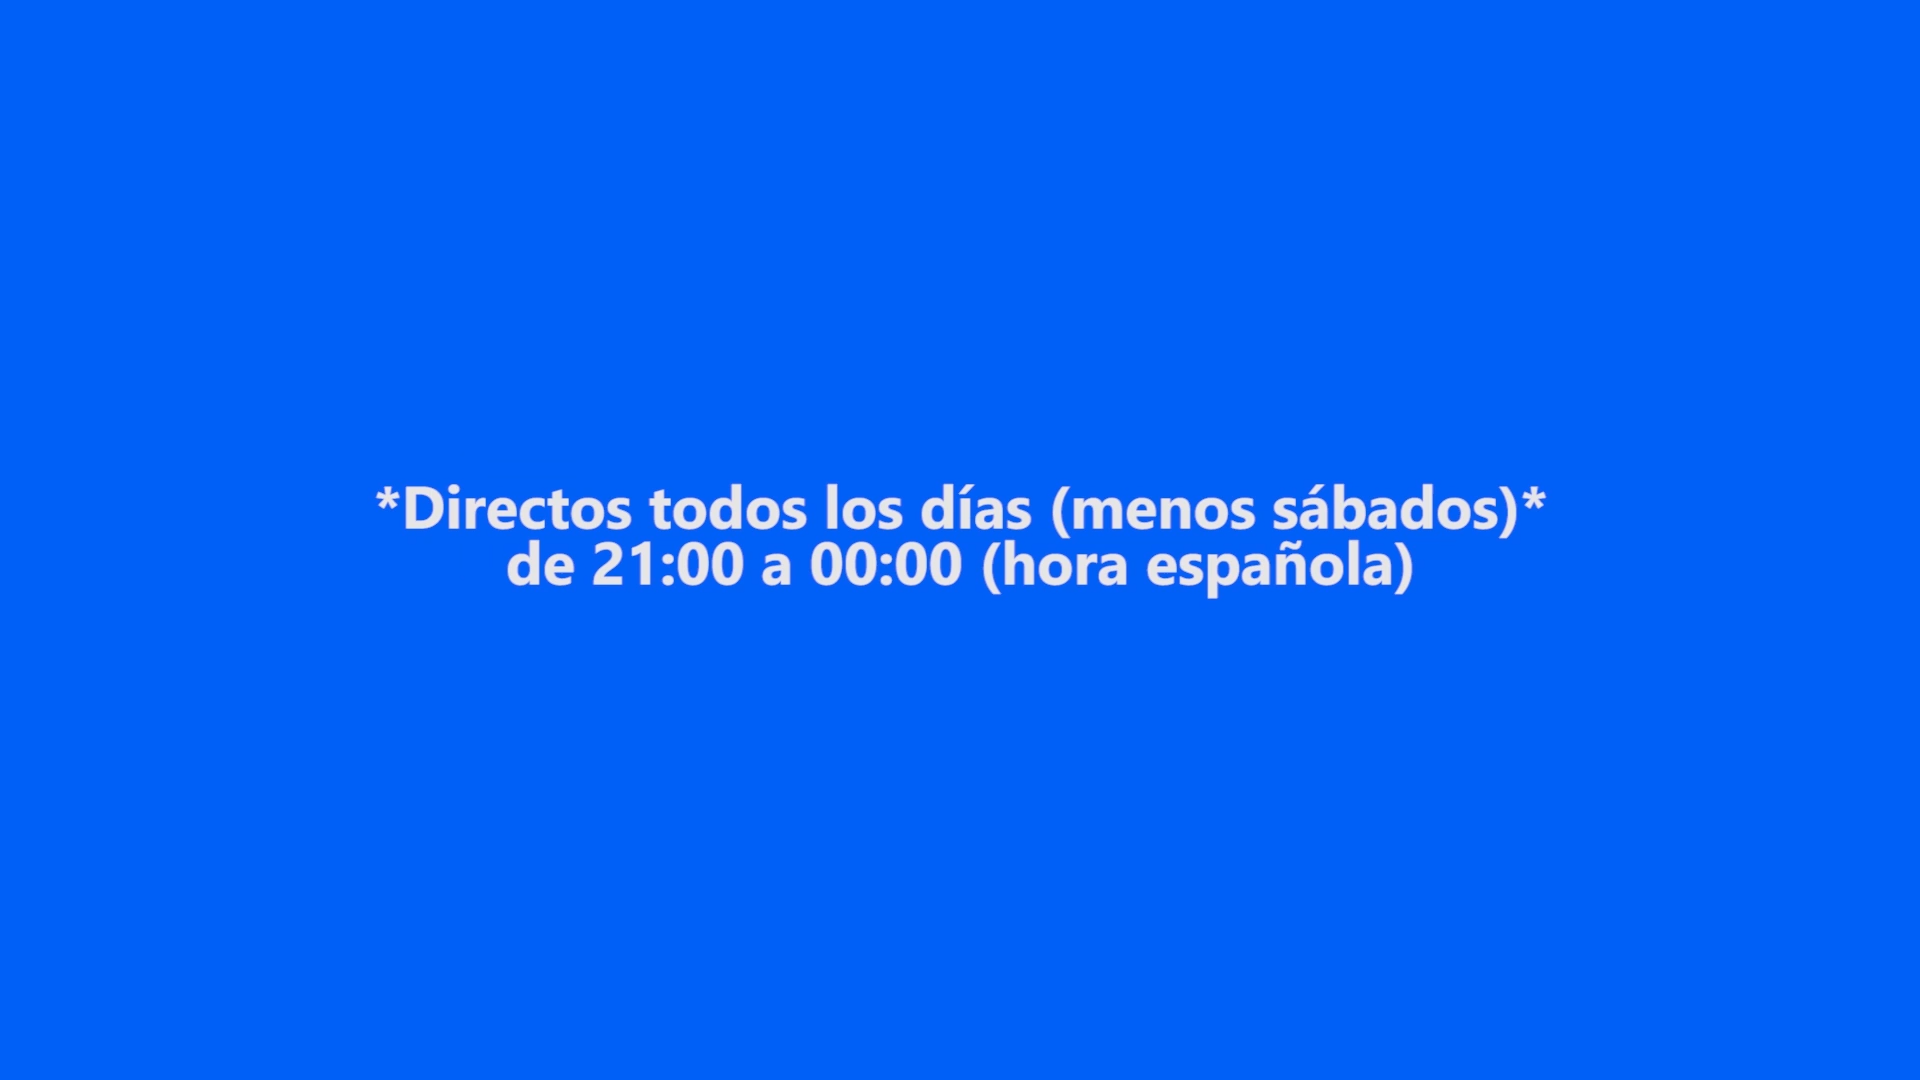 *Directos todos los días (menos sábados)*
de 21:00 a 00:00 (hora española)